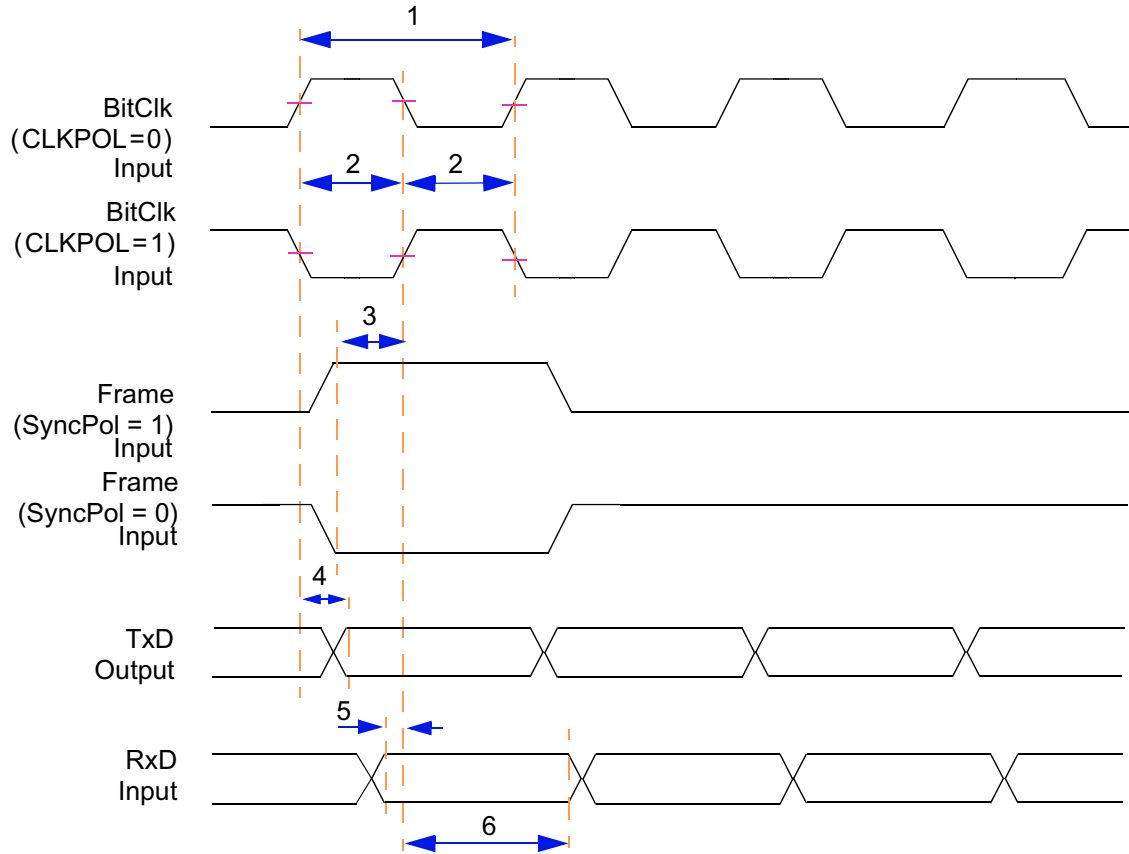 1
BitClk
(CLKPOL=0)
Input
2 2
BitClk
(CLKPOL=1)
Input
3
Frame
(SyncPol = 1)
Input
Frame
(SyncPol = 0)
Input
4
TxD
Output
5
RxD
Input
6